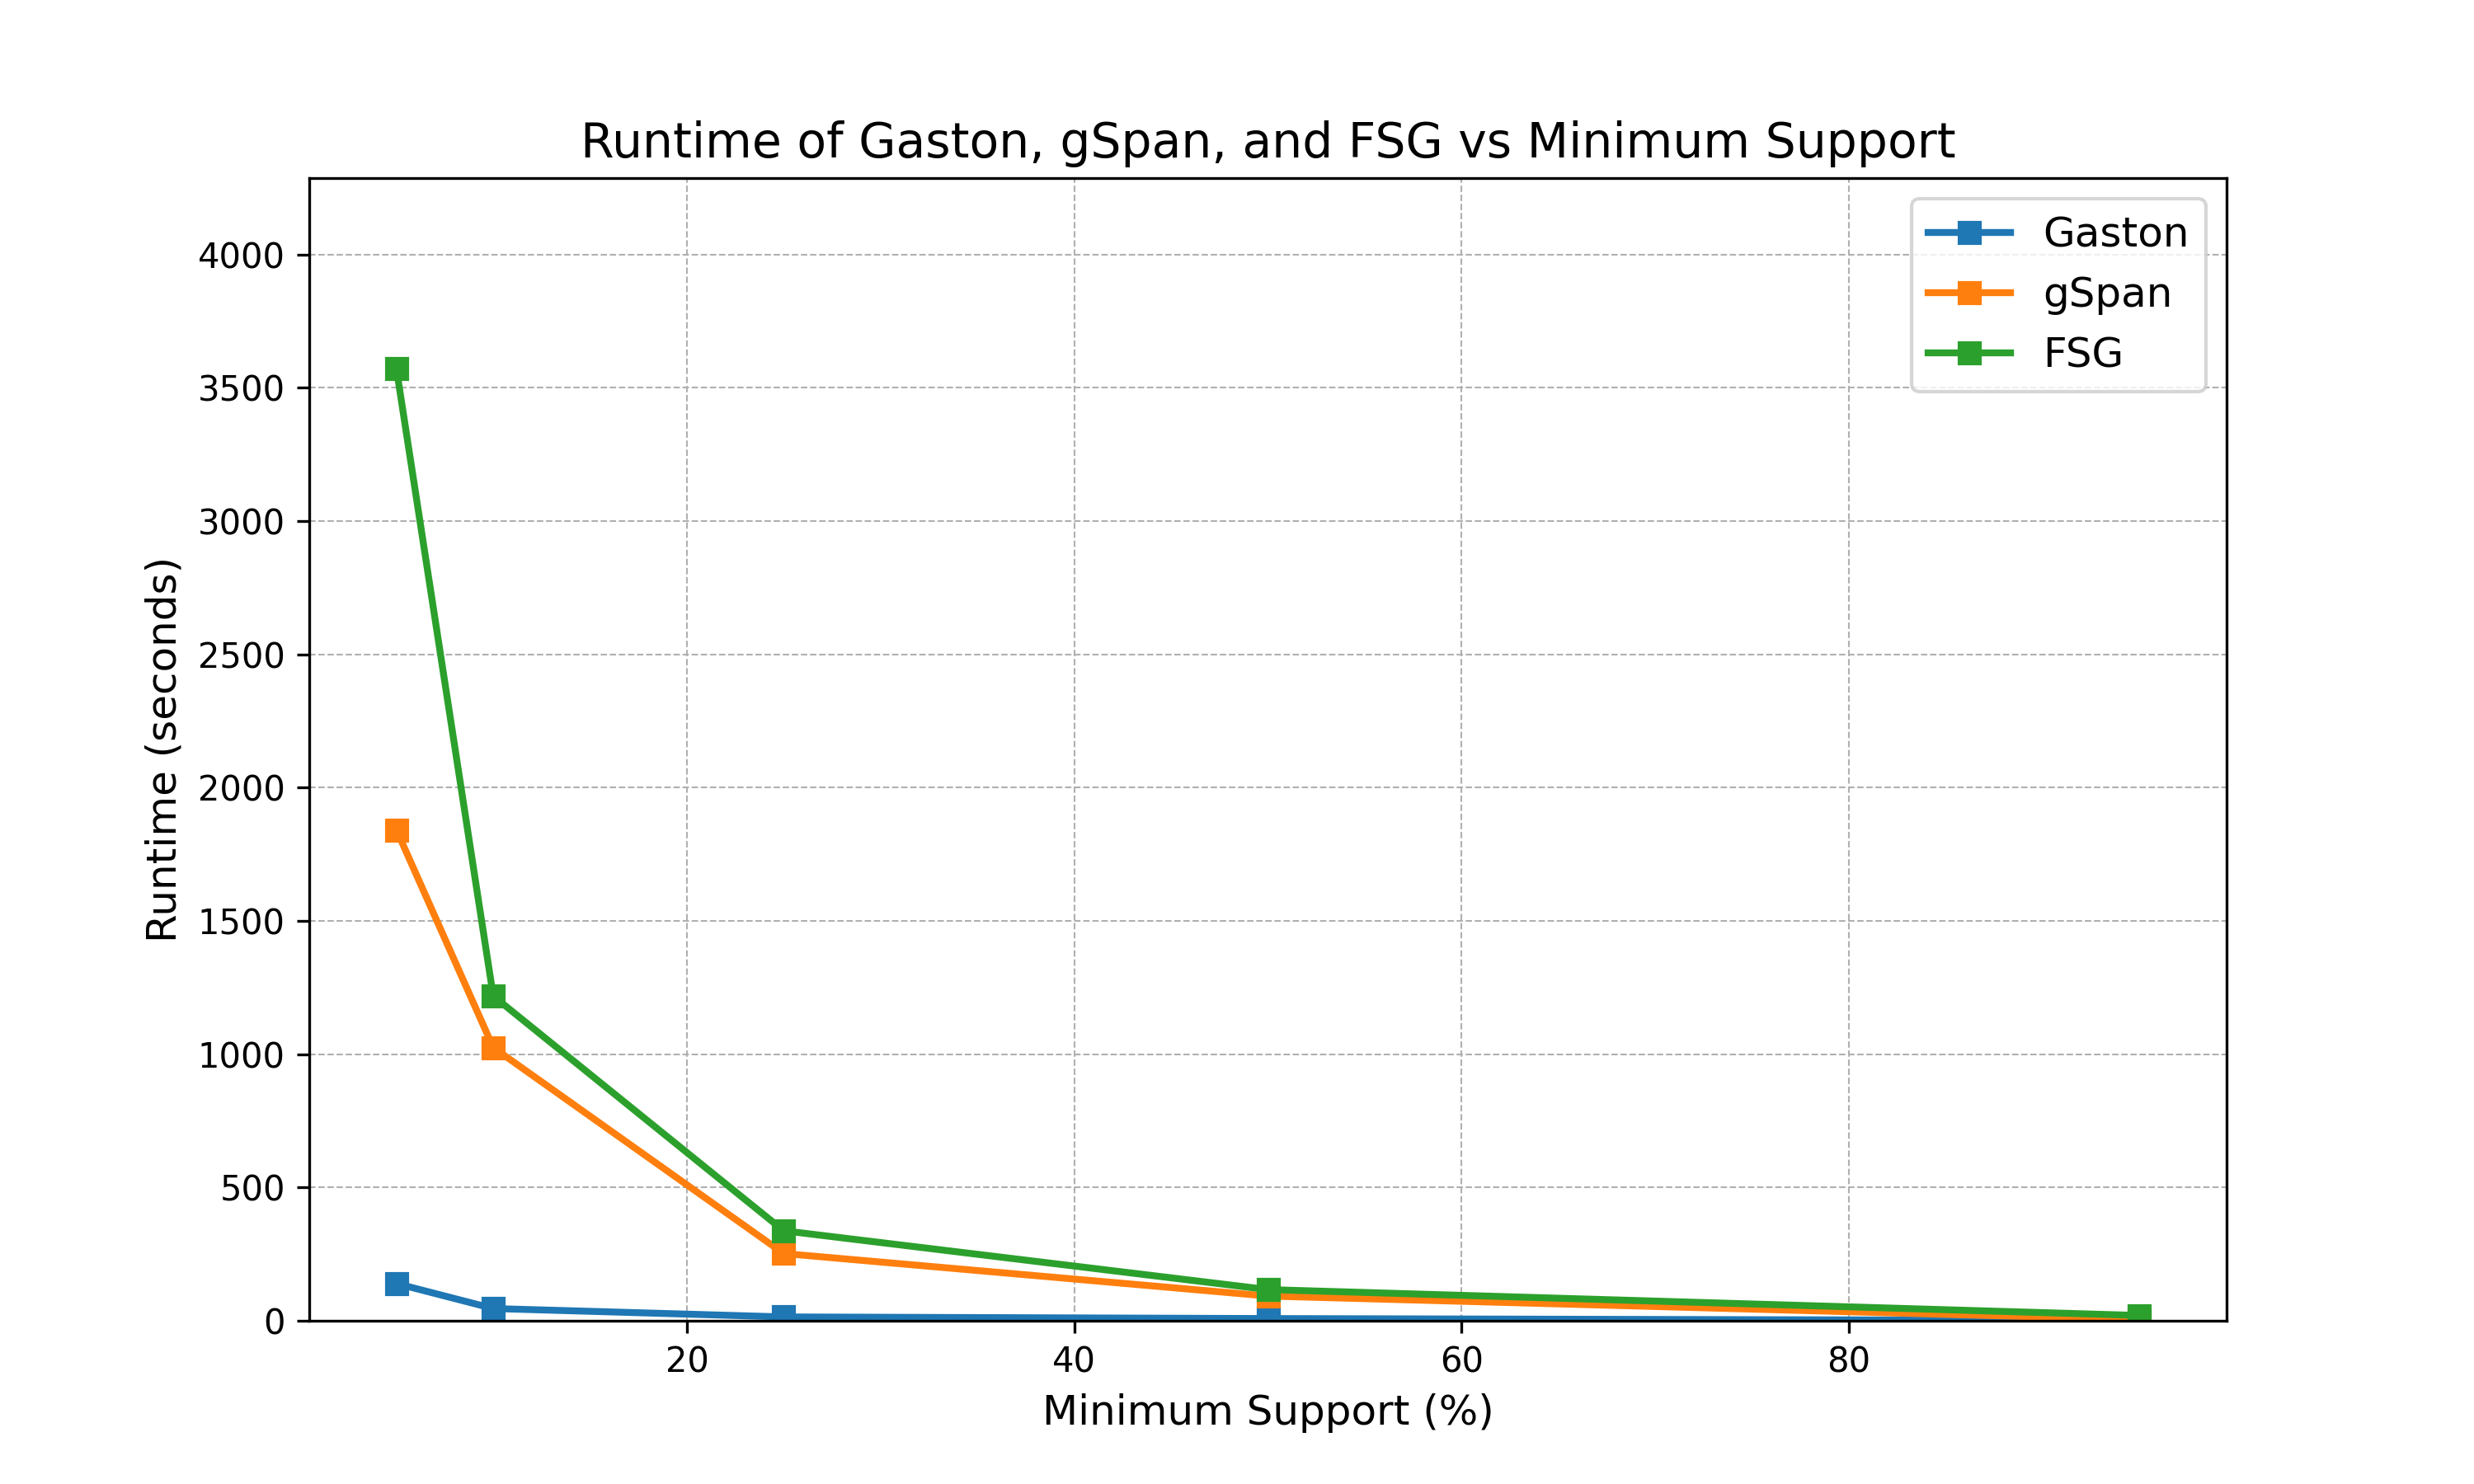 Runtime of Gaston, gSpan, and FSG vs Minimum Support
Gaston
gSpan
FSG
4000
3500
3000
2500
2000
1500
1000
500
0
Runtime (seconds)
20 40 60 80
Minimum Support (%)